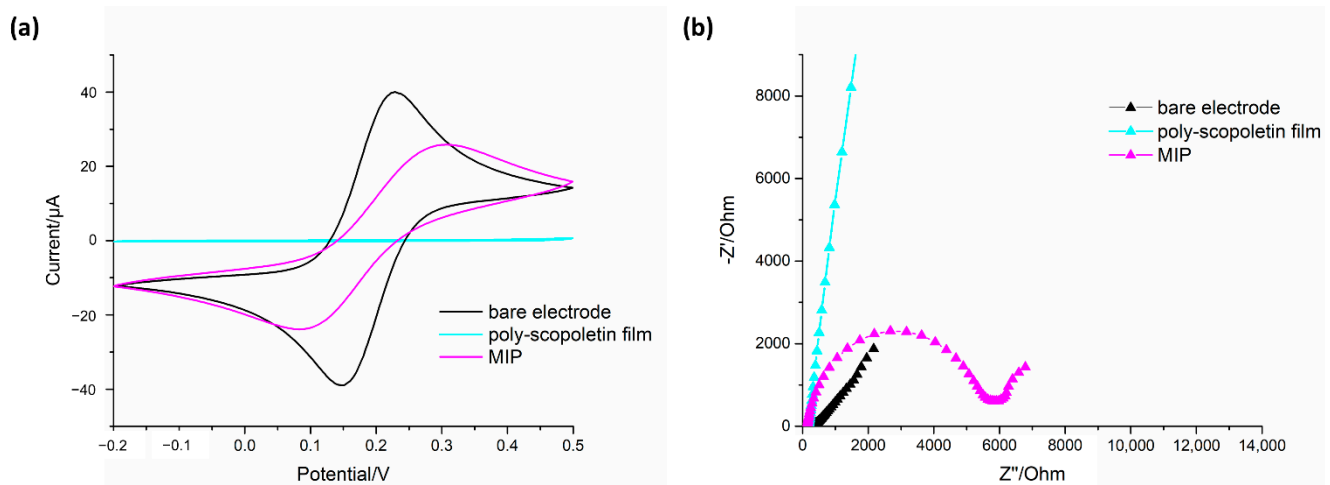 (a)
Current/μA
40
20
0
−20
−40
−0.2
−0.1
0.0
0.1
0.2
0.3
0.4
0.5
Potential/V
bare electrode
poly-scopoletin film
MIP
(b)
-Z'/Ohm
8000
6000
4000
2000
0
0
2000
4000
6000
8000
10,000
12,000
14,000
Z"/Ohm
bare electrode
poly-scopoletin film
MIP